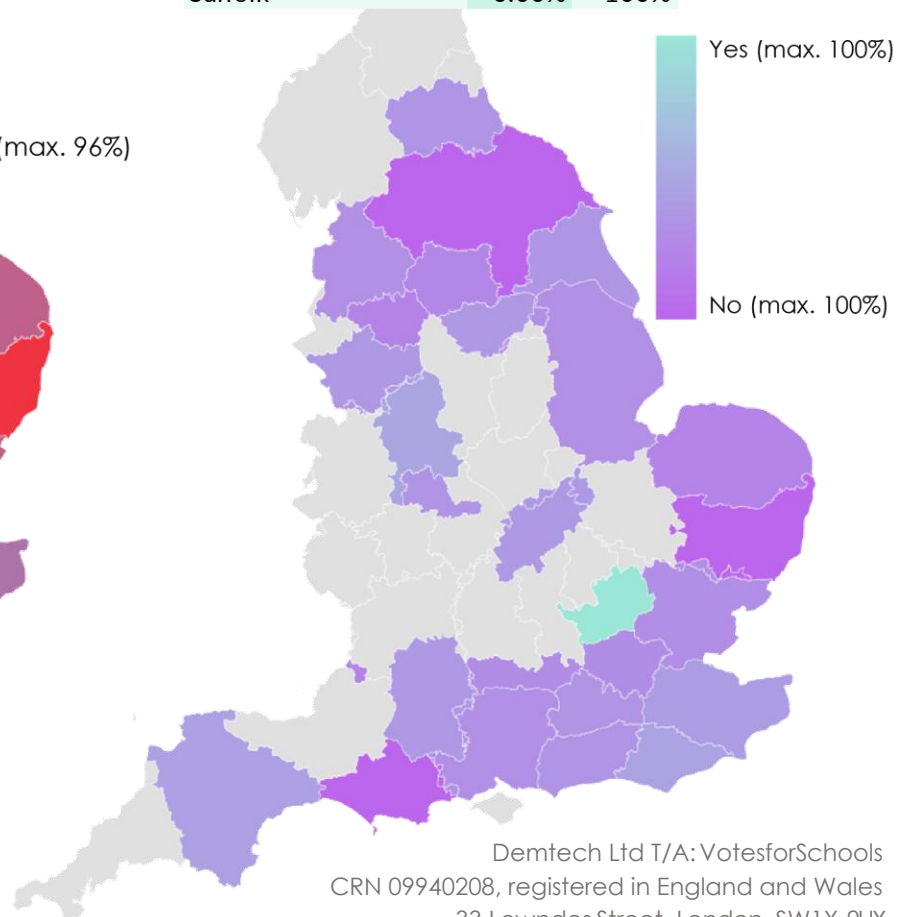 Yes (max. 100%)
(max. 96%)
No (max. 100%)
Demtech Ltd T/A: VotesforSchools
CRN 09940208, registered in England and Wales